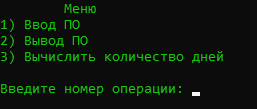 Меню
1) Ввод ПО
2) Вывод ПО
3) Вычислить количество дней
Введите номер операции: